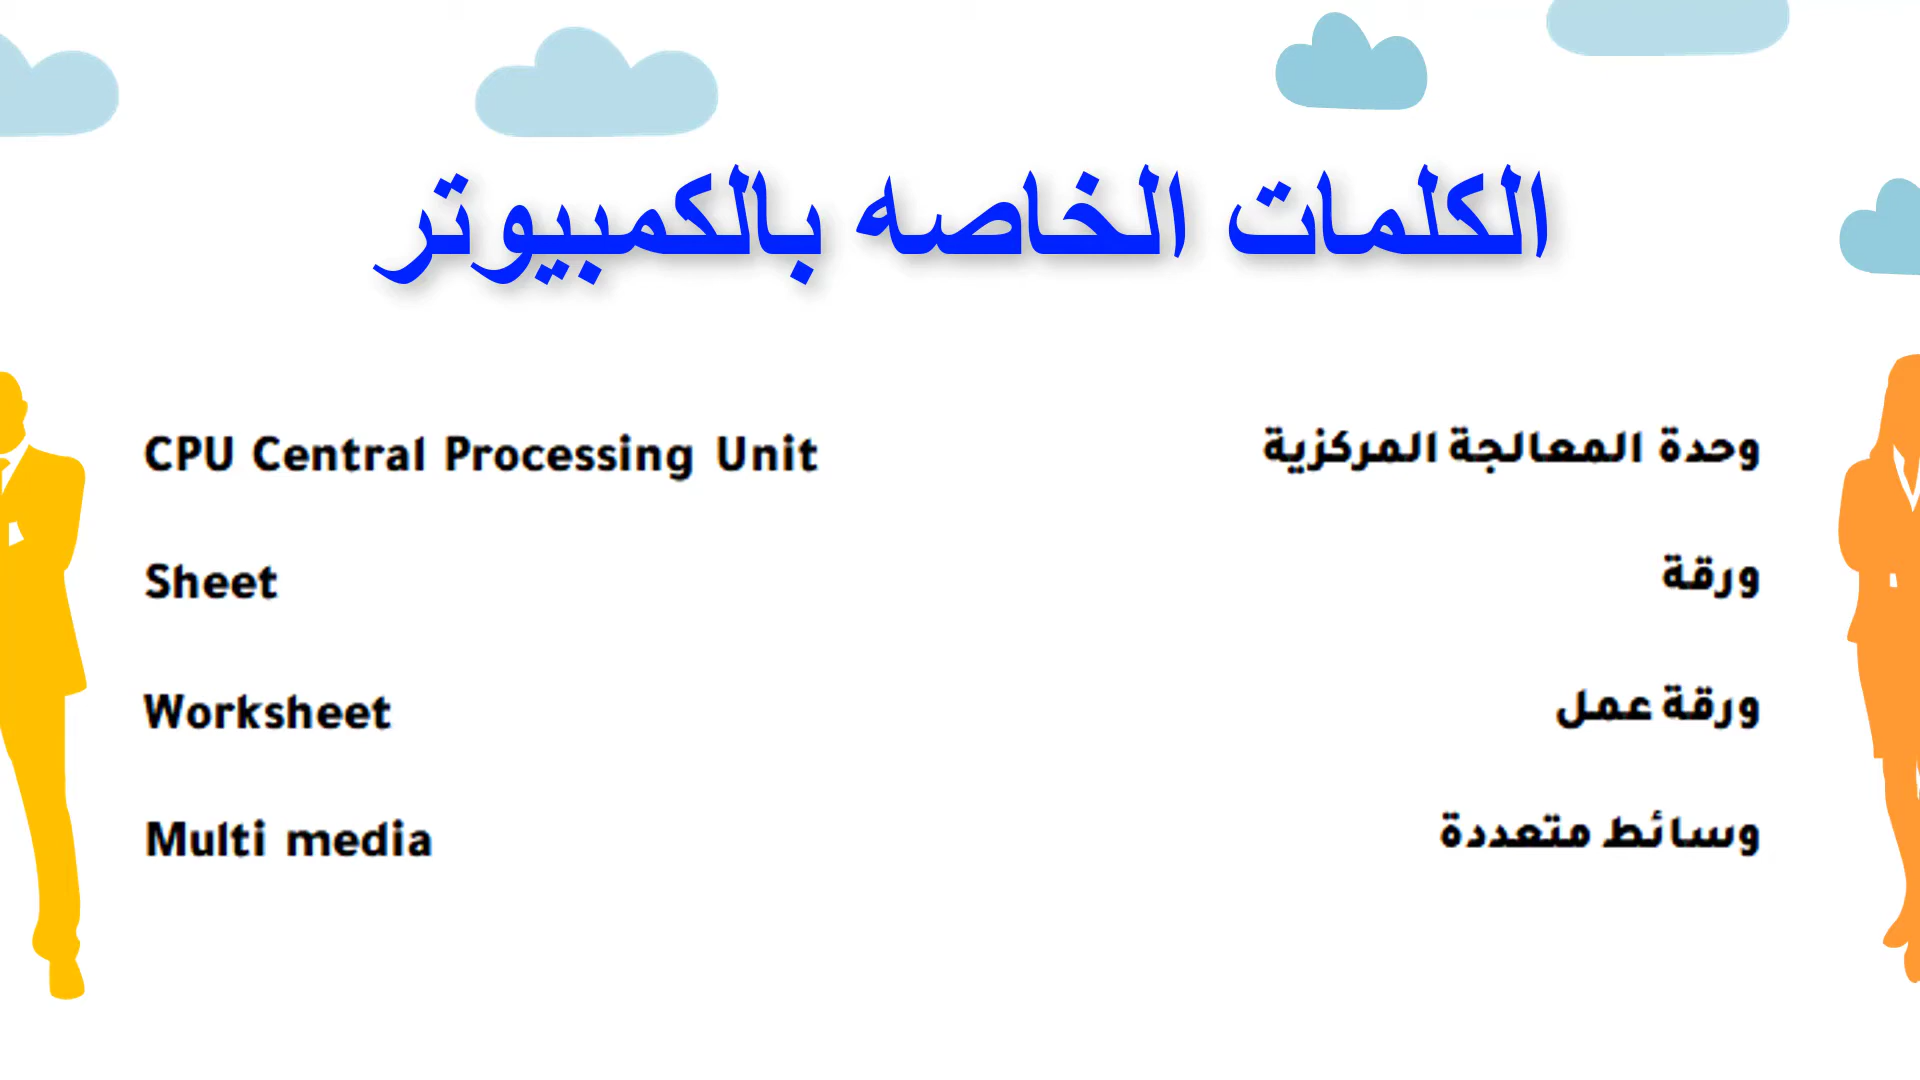 الكلمات الخاصه بالكمبيوتر
CPU Central Processing Unit وحدة المعالجة المركزية
Sheet ورقة
Worksheet ورقة عمل
Multi media وسائط متعددة